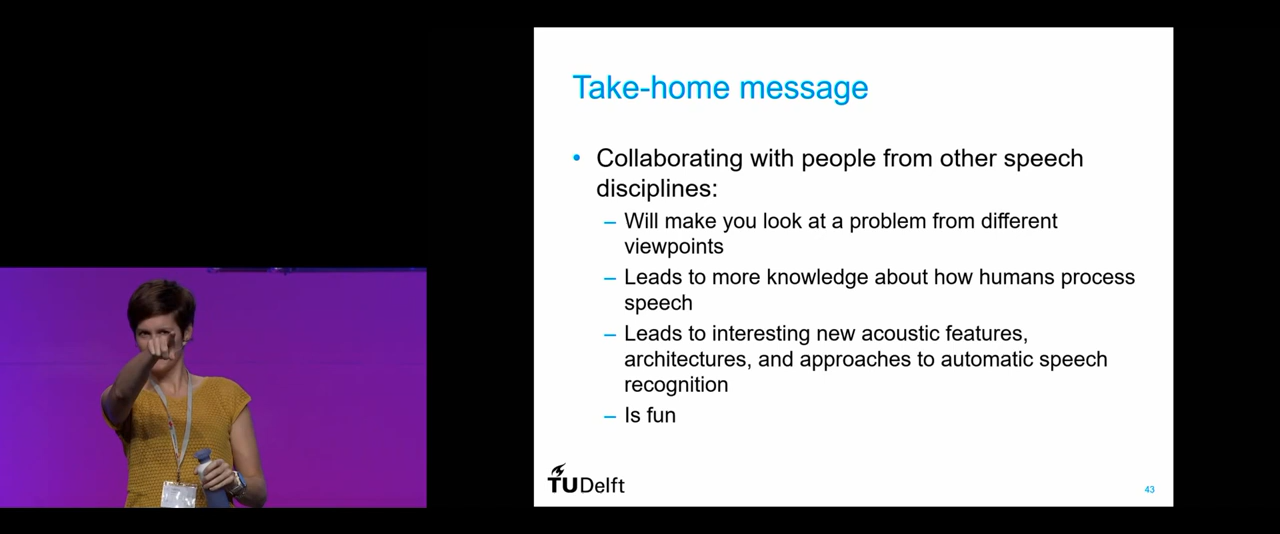 Take-home message
• Collaborating with people from other speech
disciplines:
– Will make you look at a problem from different
viewpoints
– Leads to more knowledge about how humans process
speech
– Leads to interesting new acoustic features,
architectures, and approaches to automatic speech
recognition
– Is fun
TUDelft
43